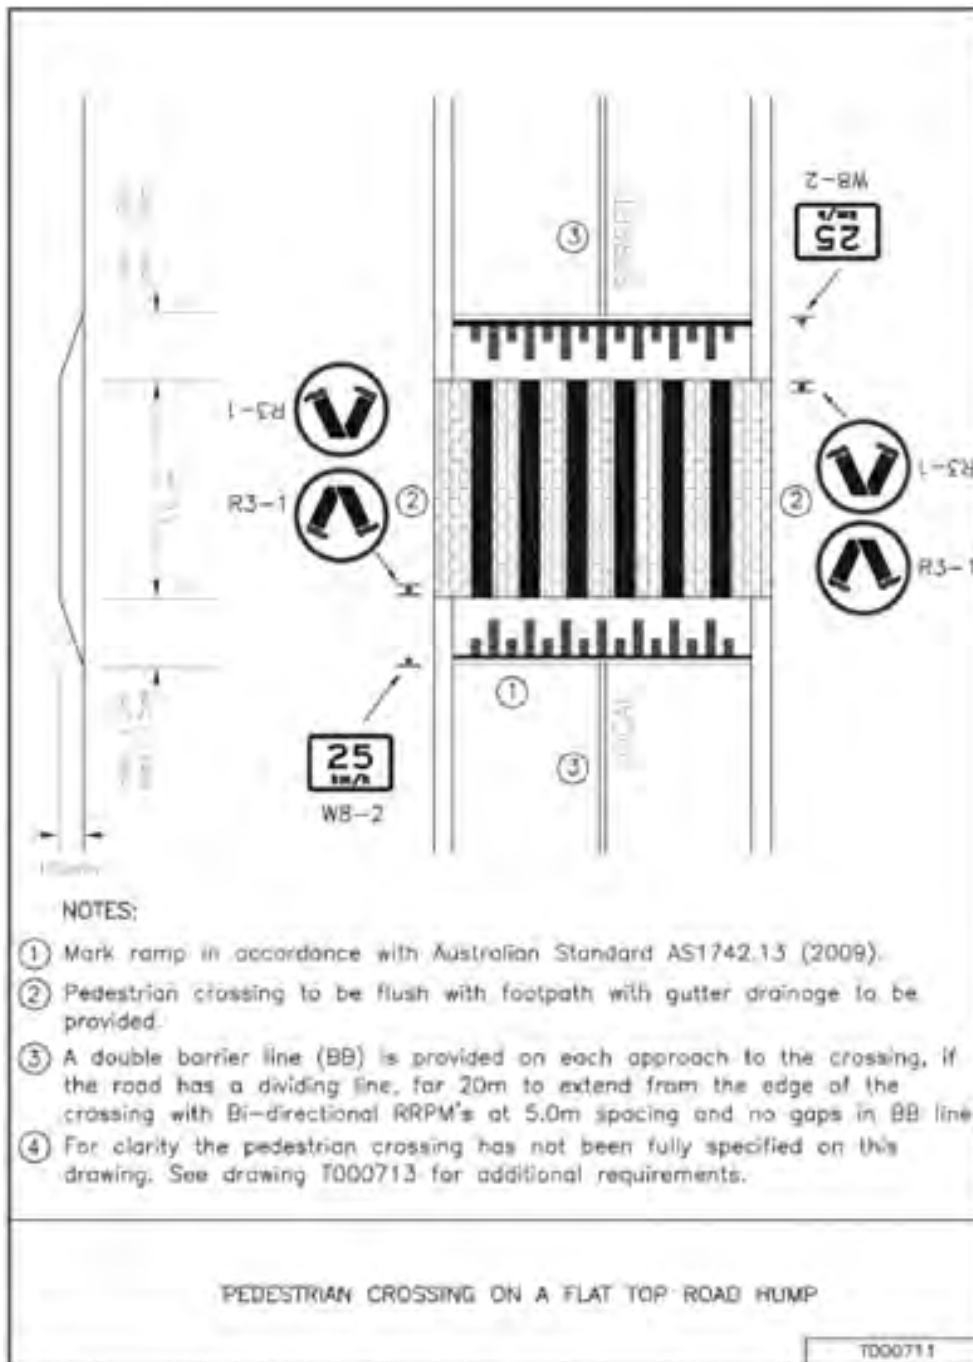 W8-2
25
km/h
3
R3-1
R3-1
2
2
R3-1
R3-1
1
25
km/h
W8-2
3
NOTES:
1 Mark ramp in accordance with Australian Standard AS1742.13 (2009).
2 Pedestrian crossing to be flush with footpath with gutter drainage to be
provided.
3 A double barrier line (BB) is provided on each approach to the crossing, if
the road has a dividing line, for 20m to extend from the edge of the
crossing with Bi-directional RRPM's at 5.0m spacing and no gaps in BB line
4 For clarity the pedestrian crossing has not been fully specified on this
drawing. See drawing T000713 for additional requirements.
PEDESTRIAN CROSSING ON A FLAT TOP ROAD HUMP
T000711